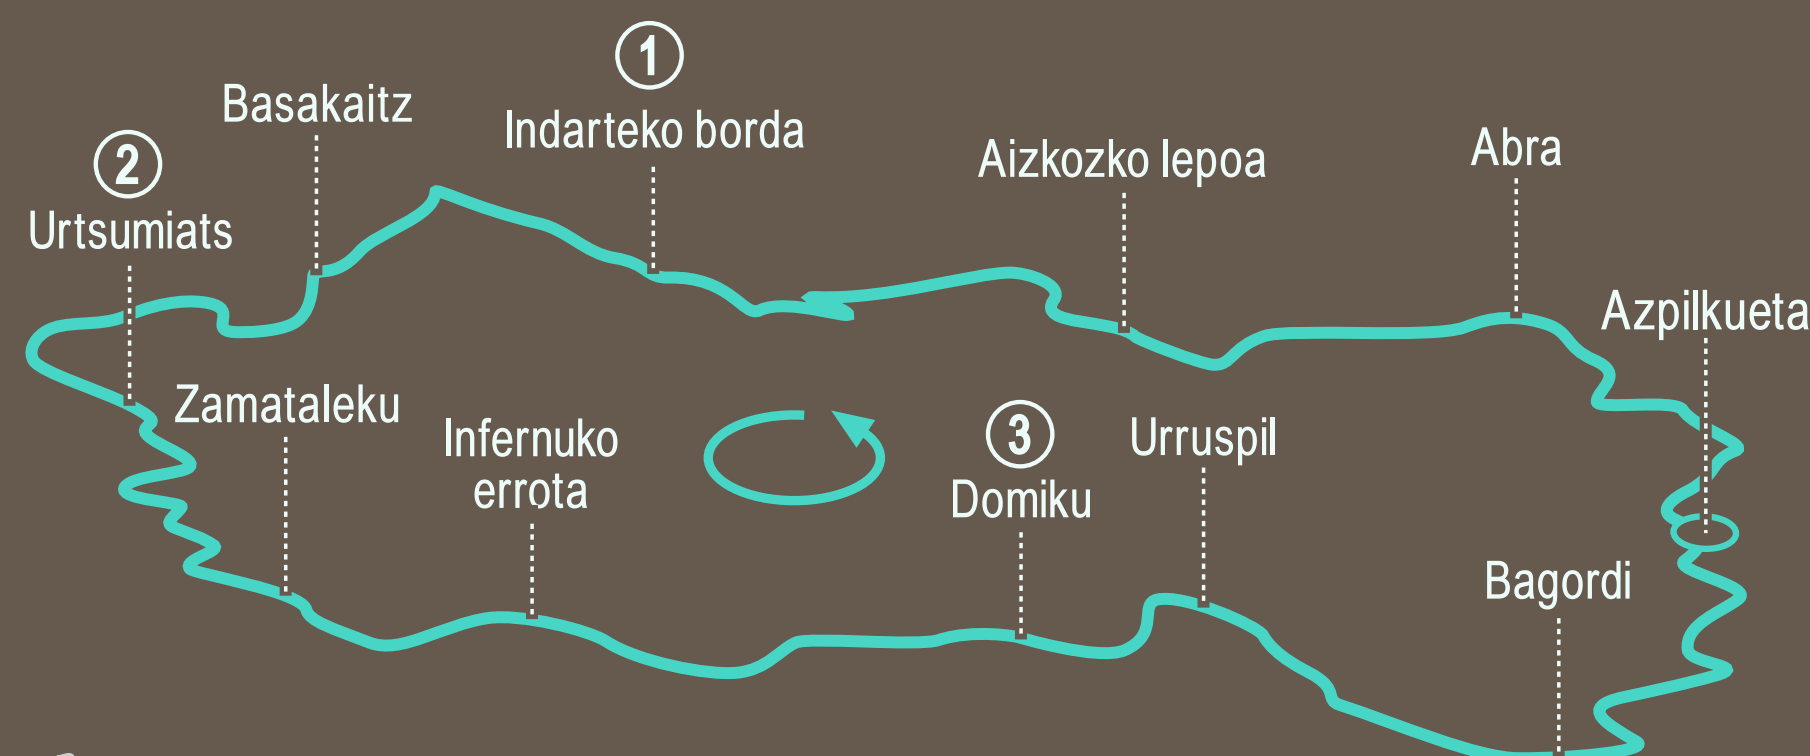 1
Basakaitz
Indarteko borda
Abra
2
Aizkozko lepoa
Urtsumiats
Azpilkueta
Zamataleku
Infernuko
errota
3
Domiku
Urruspil
Bagordi